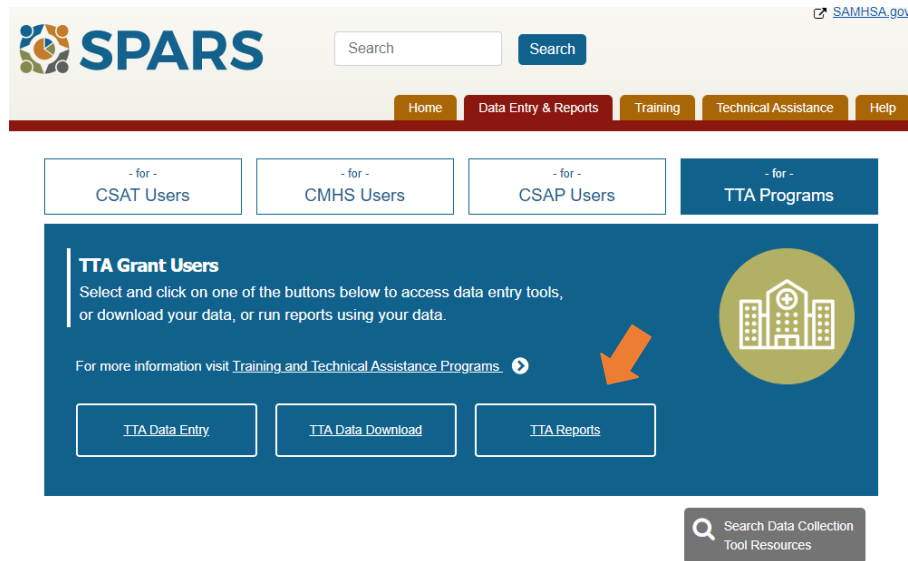 SAMHSA.gov
SPARS
Search
Search
Home
Data Entry & Reports
Training
Technical Assistance
Help
- for -
CSAT Users
- for -
CMHS Users
- for -
CSAP Users
- for -
TTA Programs
TTA Grant Users
Select and click on one of the buttons below to access data entry tools,
or download your data, or run reports using your data.
For more information visit Training and Technical Assistance Programs
TTA Data Entry
TTA Data Download
TTA Reports
Search Data Collection
Tool Resources